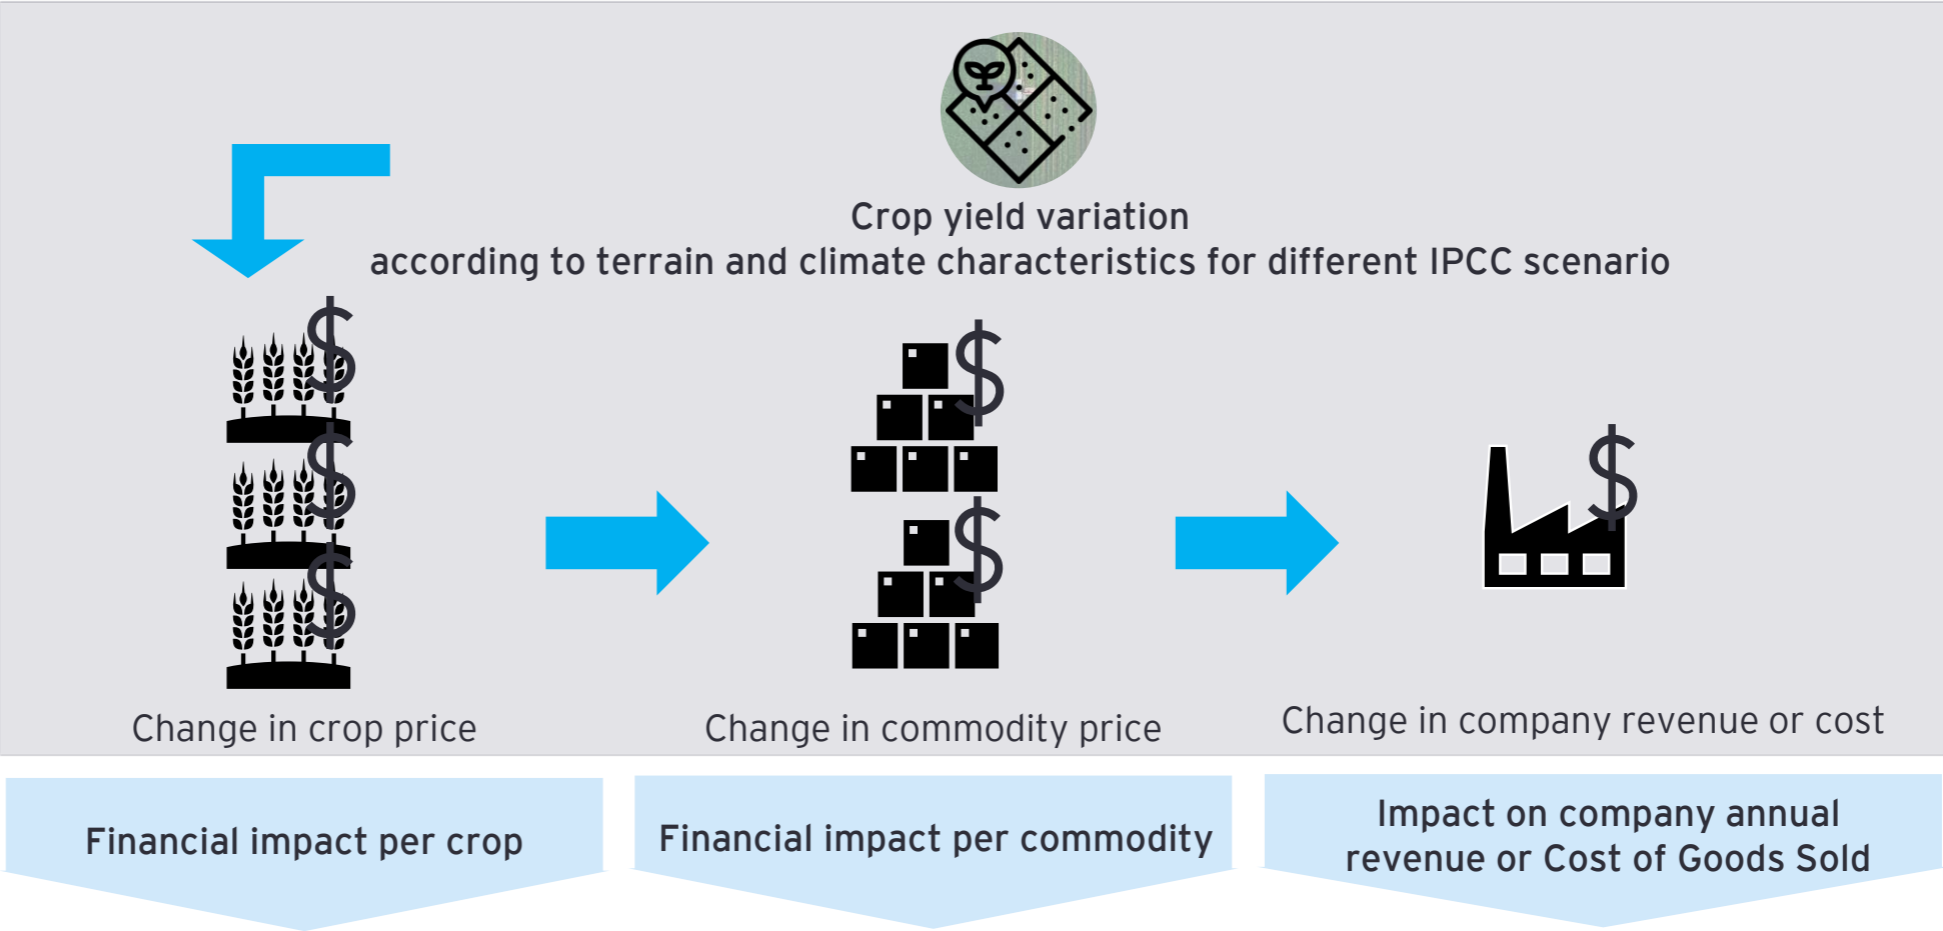 Crop yield variation
according to terrain and climate characteristics for different IPCC scenario
$
$
$
$
$
$
Change in crop price
Change in commodity price
Change in company revenue or cost
Financial impact per crop
Financial impact per commodity
Impact on company annual
revenue or Cost of Goods Sold